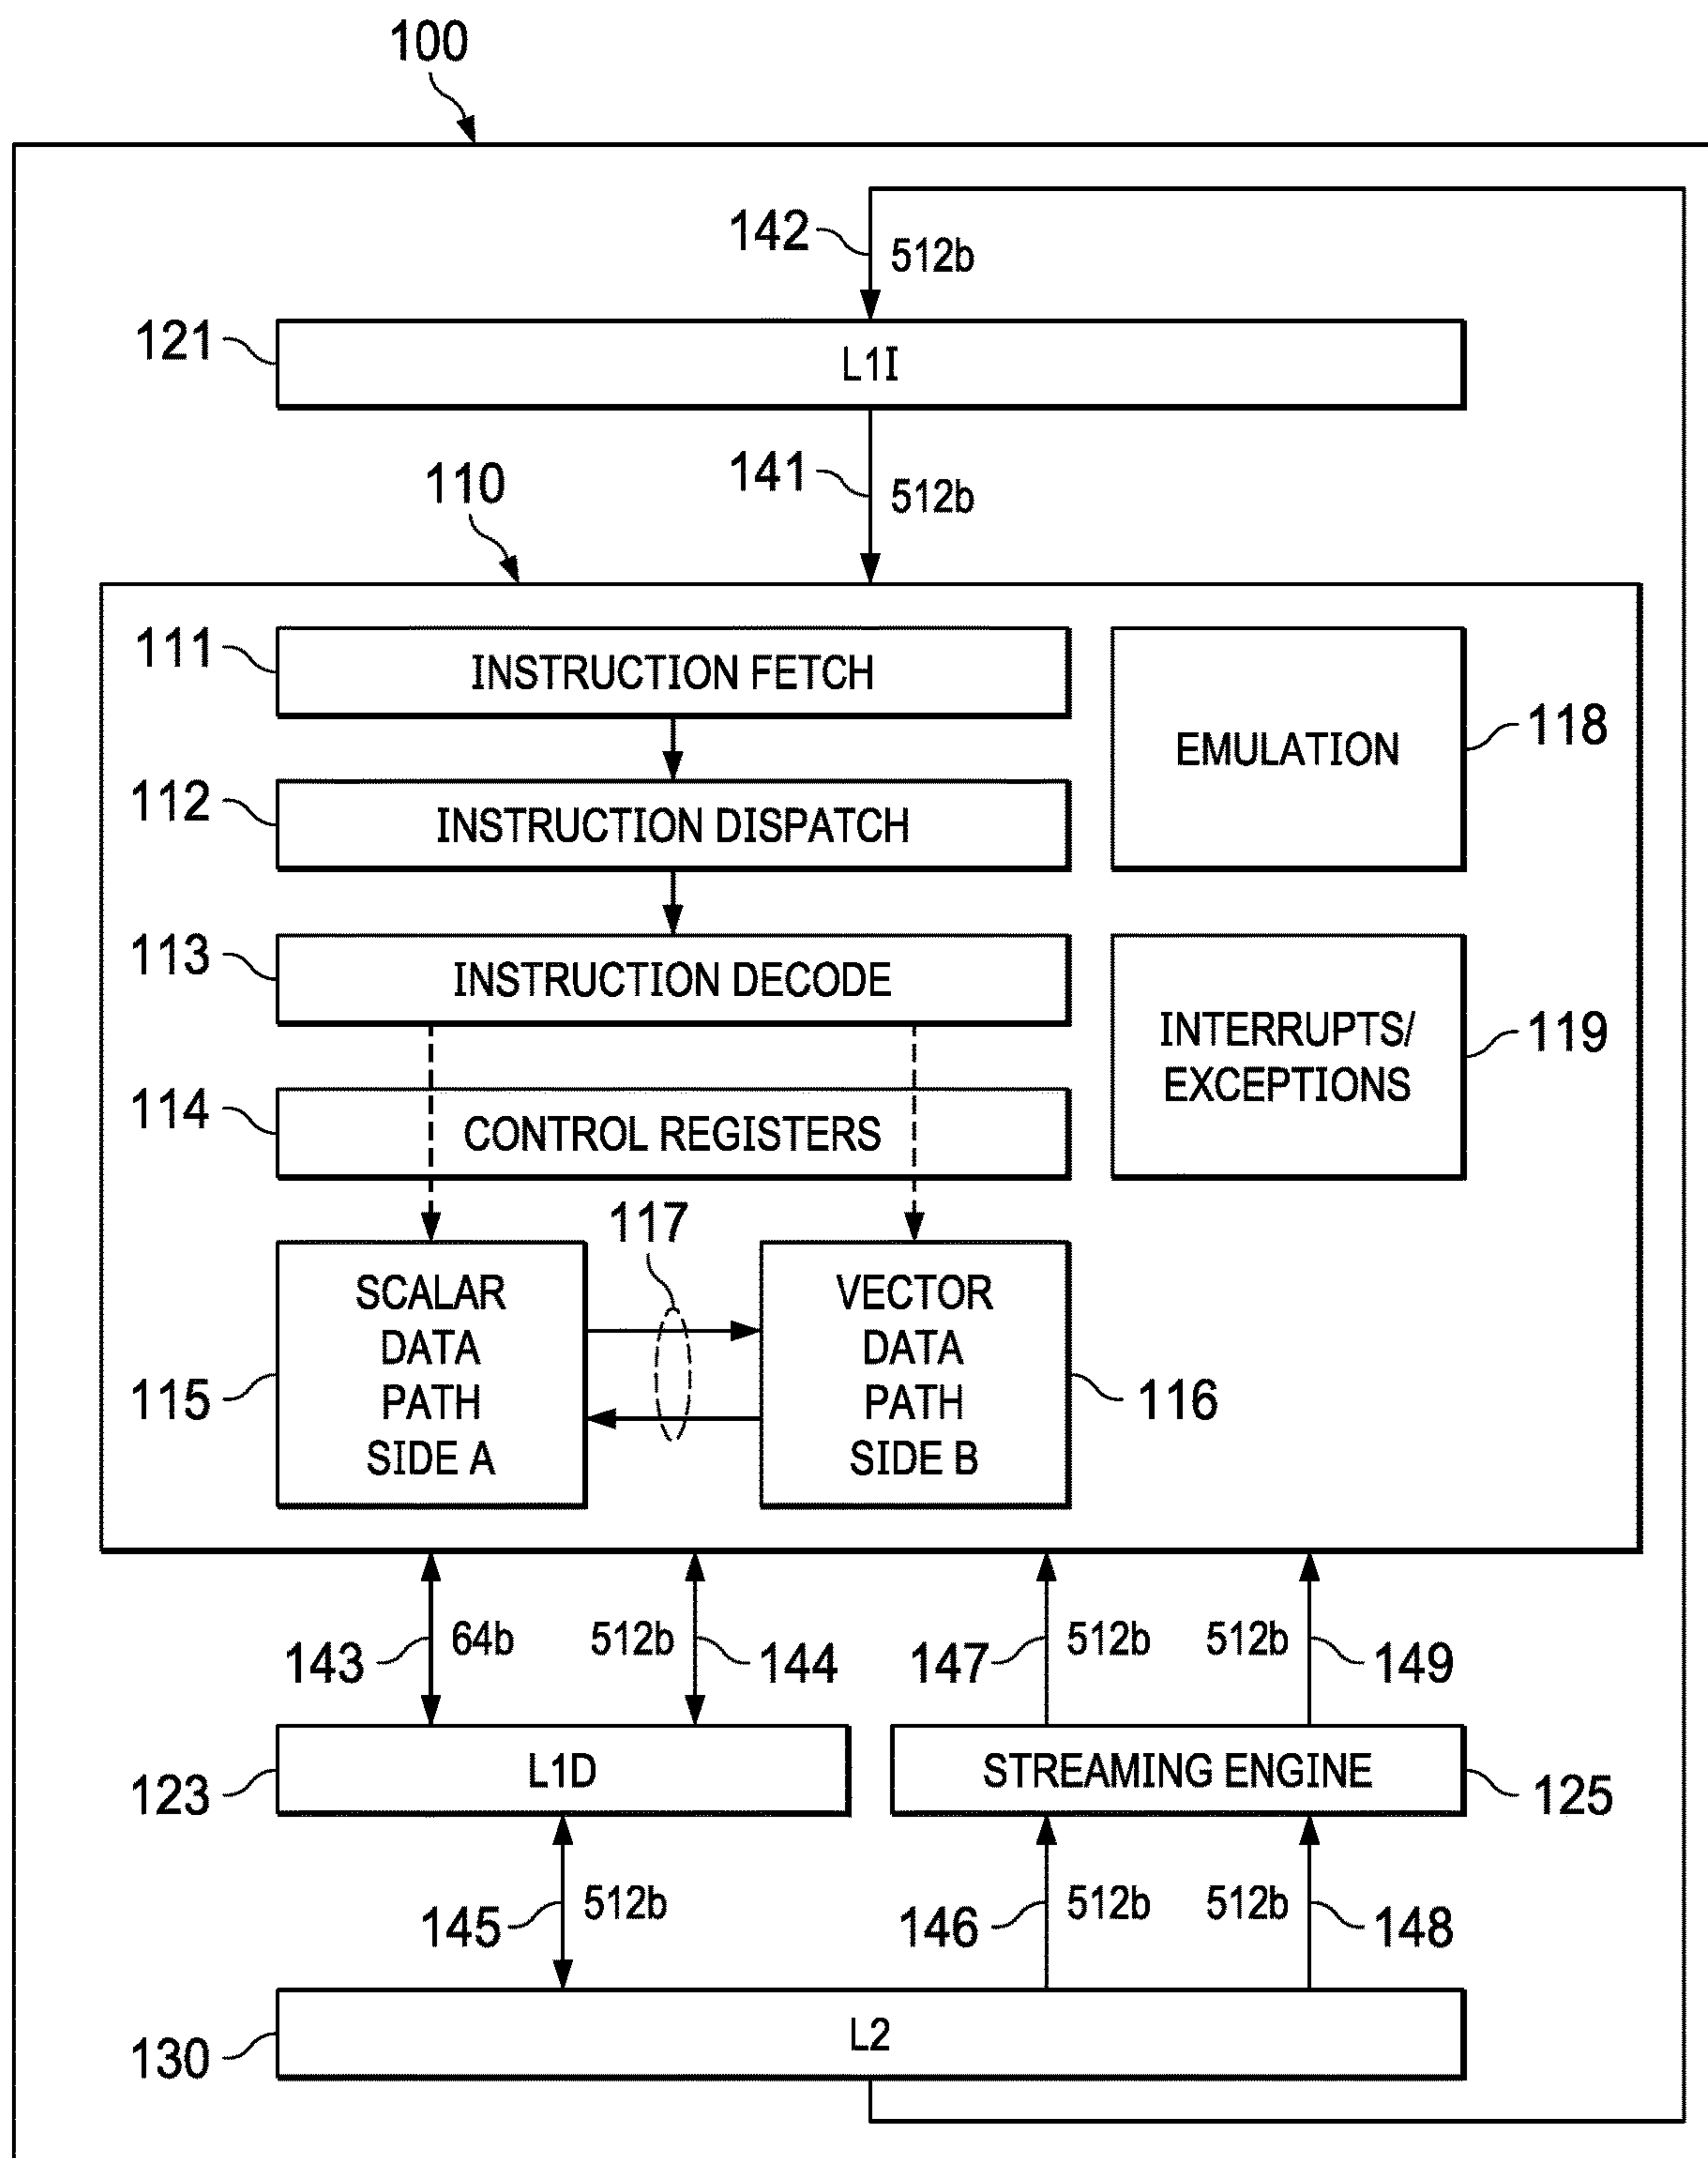 100
142
512b
121
L1I
110
141
512b
111
INSTRUCTION FETCH
EMULATION
118
112
INSTRUCTION DISPATCH
113
INSTRUCTION DECODE
INTERRUPTS/
EXCEPTIONS
119
114
CONTROL REGISTERS
117
SCALAR
DATA
PATH
SIDE A
115
VECTOR
DATA
PATH
SIDE B
116
143
64b
512b
144
147
512b
512b
149
123
L1D
STREAMING ENGINE
125
145
512b
146
512b
512b
148
130
L2